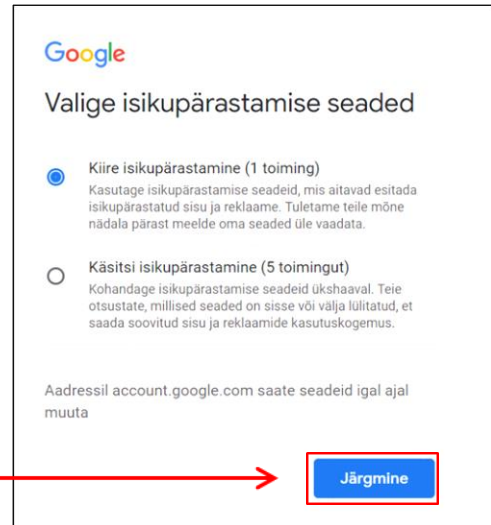 Google
Valige isikupärastamise seaded
Kiire isikupärastamine (1 toiming)
Kasutage isikupärastamise seadeid, mis aitavad esitada
isikupärastatud sisu ja reklaame. Tuletame teile mõne
nädala pärast meelde oma seaded üle vaadata.
Käsitsi isikupärastamine (5 toimingut)
Kohandage isikupärastamise seadeid ükshaaval. Teie
otsustate, millised seaded on sisse või välja lülitatud, et
saada soovitud sisu ja reklaamide kasutuskogemus.
Aadressil account.google.com saate seadeid igal ajal
muuta
Järgmine